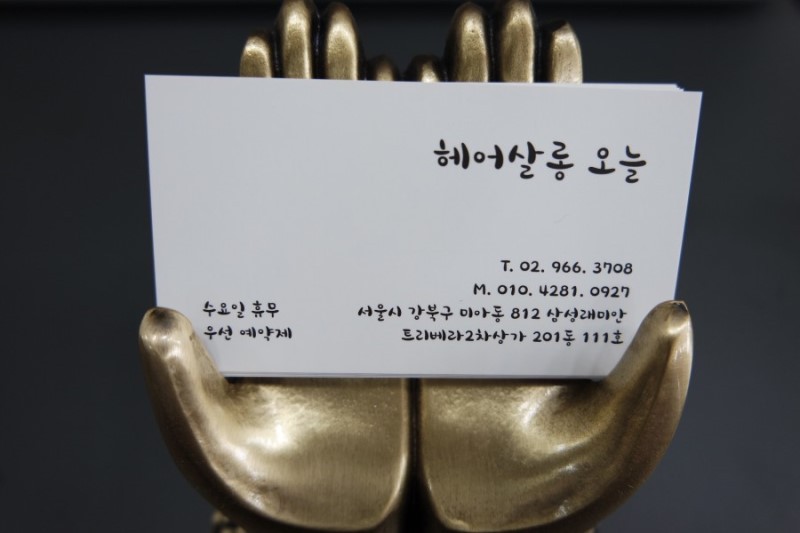 헤어살롱 오늘
T. 02. 966. 3708
M. 010. 4281. 0927
수요일 휴무
우선 예약제
서울시 강북구 미아동 812 삼성래미안
트리베라2차상가 201동 111호